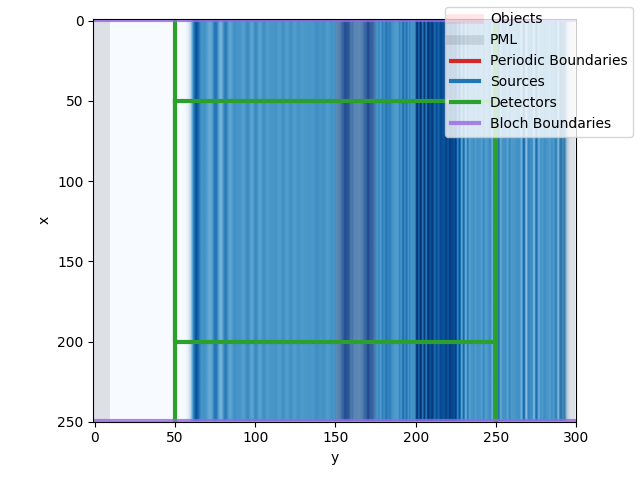 0
50
100
150
200
250
x
0
50
100
150
200
250
300
y
Objects
PML
Periodic Boundaries
Sources
Detectors
Bloch Boundaries